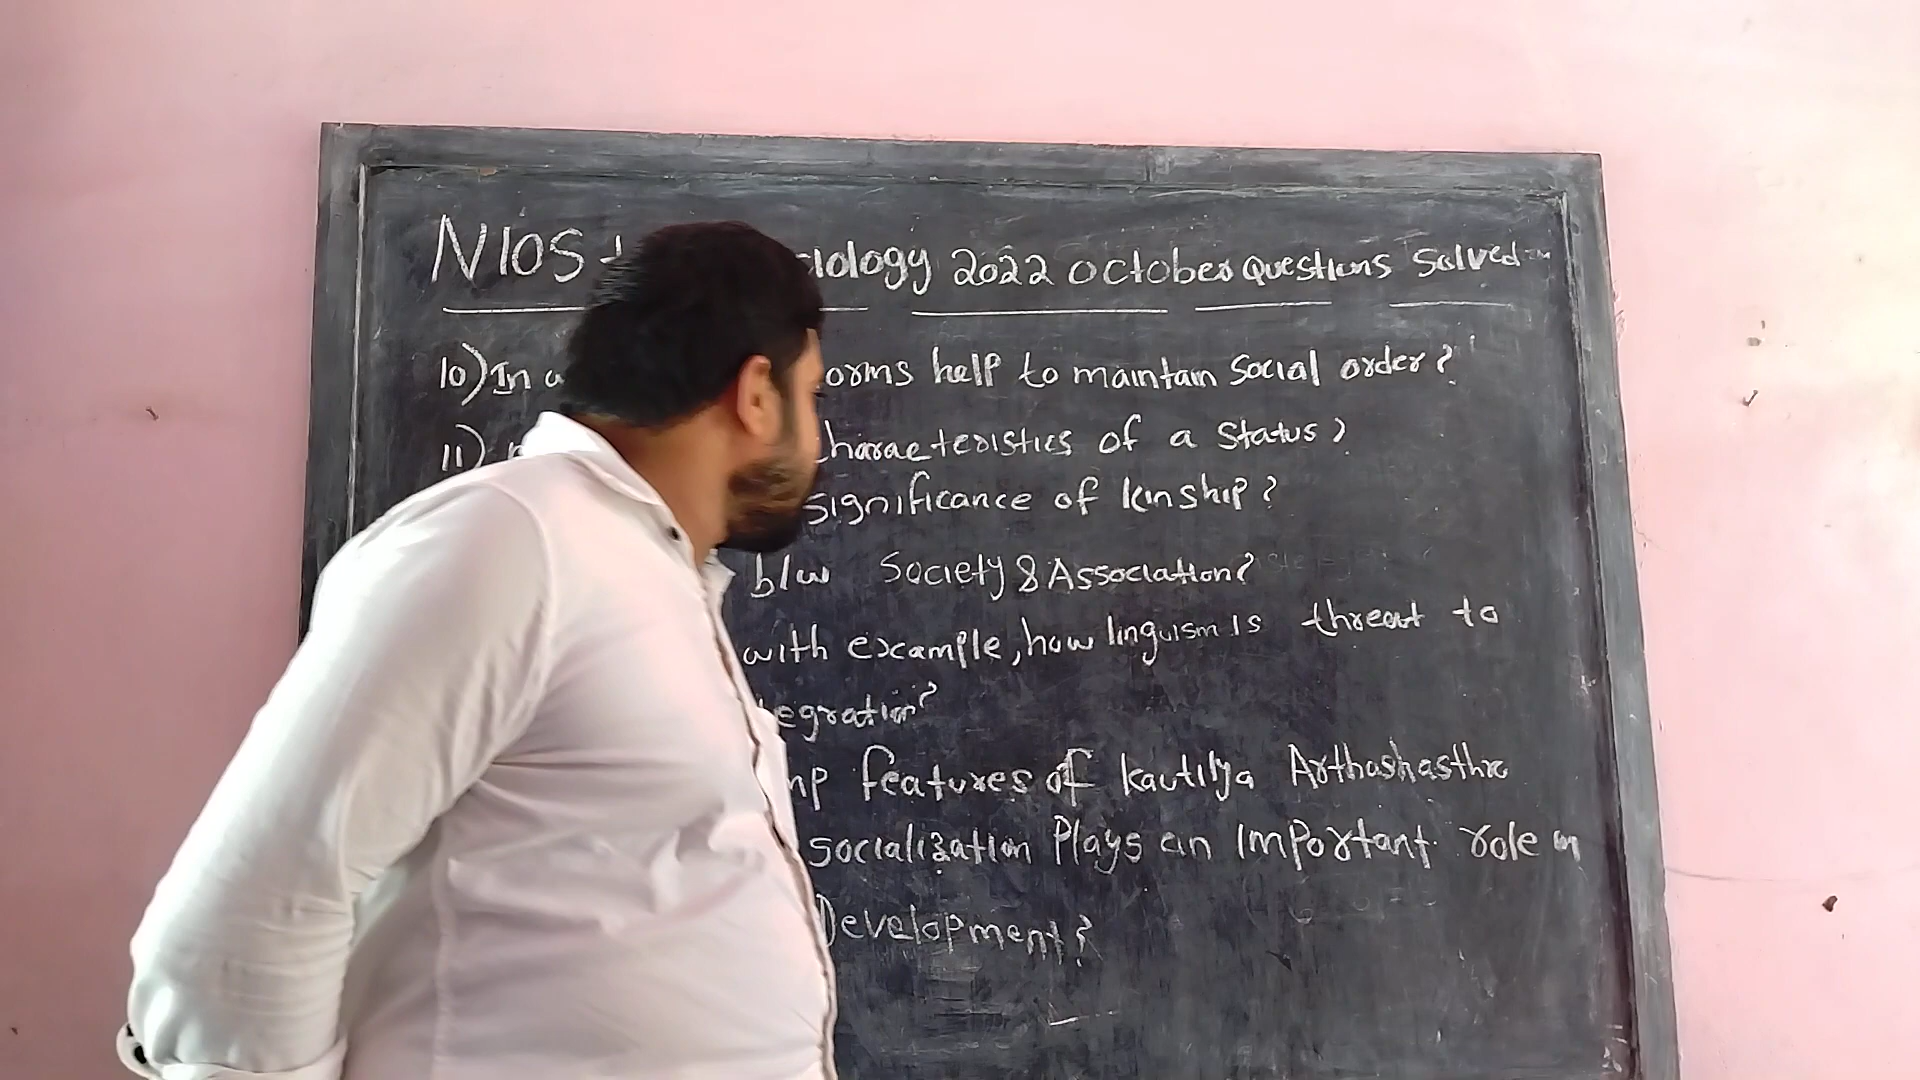 NIOS ciology 2022 October Questions Solved
10) In orms help to maintain Social order?
11) Characteristics of a Status?
significance of kinship?
b/w Society & Association?
with example, how linguism is threat to
tegration?
mp features of Kautilya Arthashasthra
socialization Plays an Important role in
Development?